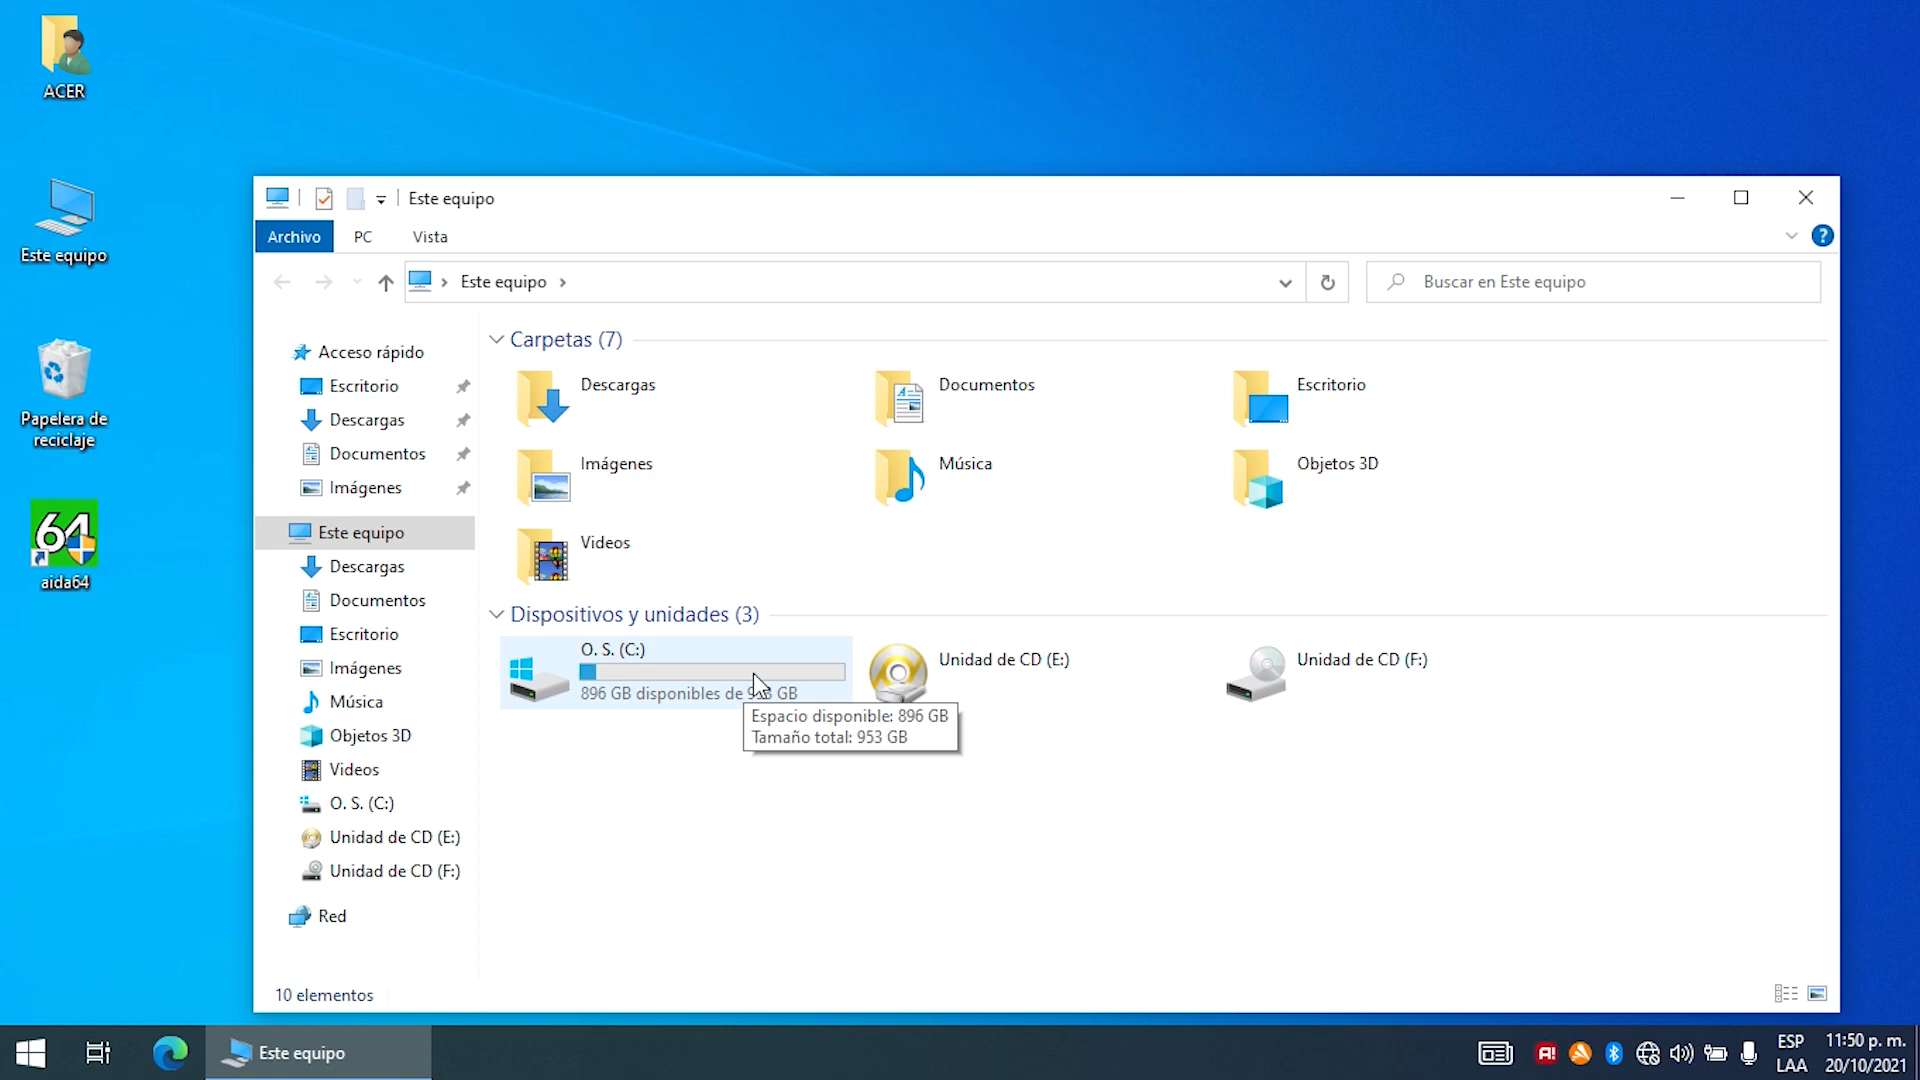 ACER
Este equipo
Papelera de
reciclaje
64
aida64
Este equipo
Archivo
PC
Vista
?
Este equipo
Buscar en Este equipo
Acceso rápido
Escritorio
Descargas
Documentos
Imágenes
Este equipo
Descargas
Documentos
Escritorio
Imágenes
Música
Objetos 3D
Videos
O. S. (C:)
Unidad de CD (E:)
Unidad de CD (F:)
Red
Carpetas (7)
Descargas
Documentos
Escritorio
Imágenes
Música
Objetos 3D
Videos
Dispositivos y unidades (3)
O. S. (C:)
896 GB disponibles de 953 GB
Unidad de CD (E:)
Unidad de CD (F:)
Espacio disponible: 896 GB
Tamaño total: 953 GB
10 elementos
Este equipo
A!
ESP
LAA
11:50 p. m.
20/10/2021